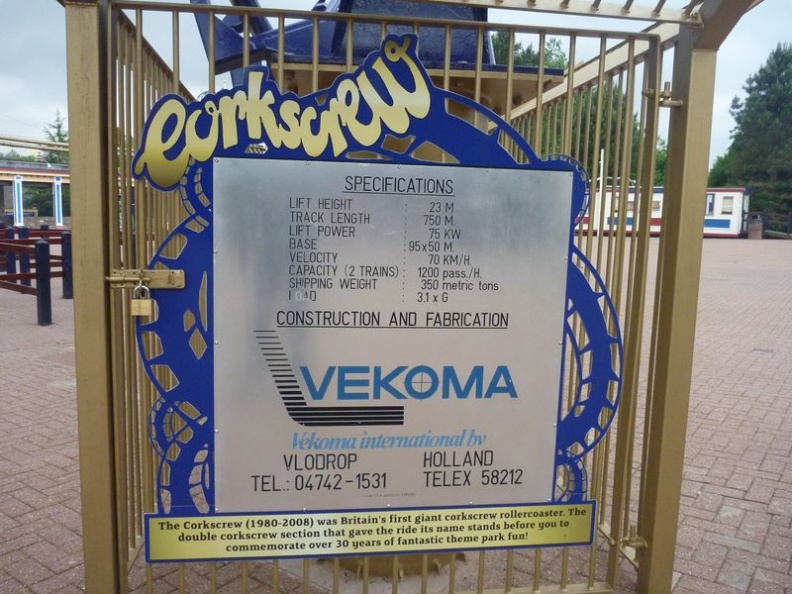 Corkscrew
SPECIFICATIONS
LIFT HEIGHT : 23 M.
TRACK LENGTH : 750 M.
LIFT POWER : 75 KW
BASE : 95x50 M.
VELOCITY : 70 KM/H.
CAPACITY (2 TRAINS) : 1200 pass./H.
SHIPPING WEIGHT : 350 metric tons
LOAD : 3,1 x G
CONSTRUCTION AND FABRICATION
VEKOMA
Vekoma international bv
VLODROP HOLLAND
TEL.: 04742-1531 TELEX 58212
The Corkscrew (1980-2008) was Britain's first giant corkscrew rollercoaster. The
double corkscrew section that gave the ride its name stands before you to
commemorate over 30 years of fantastic theme park fun!